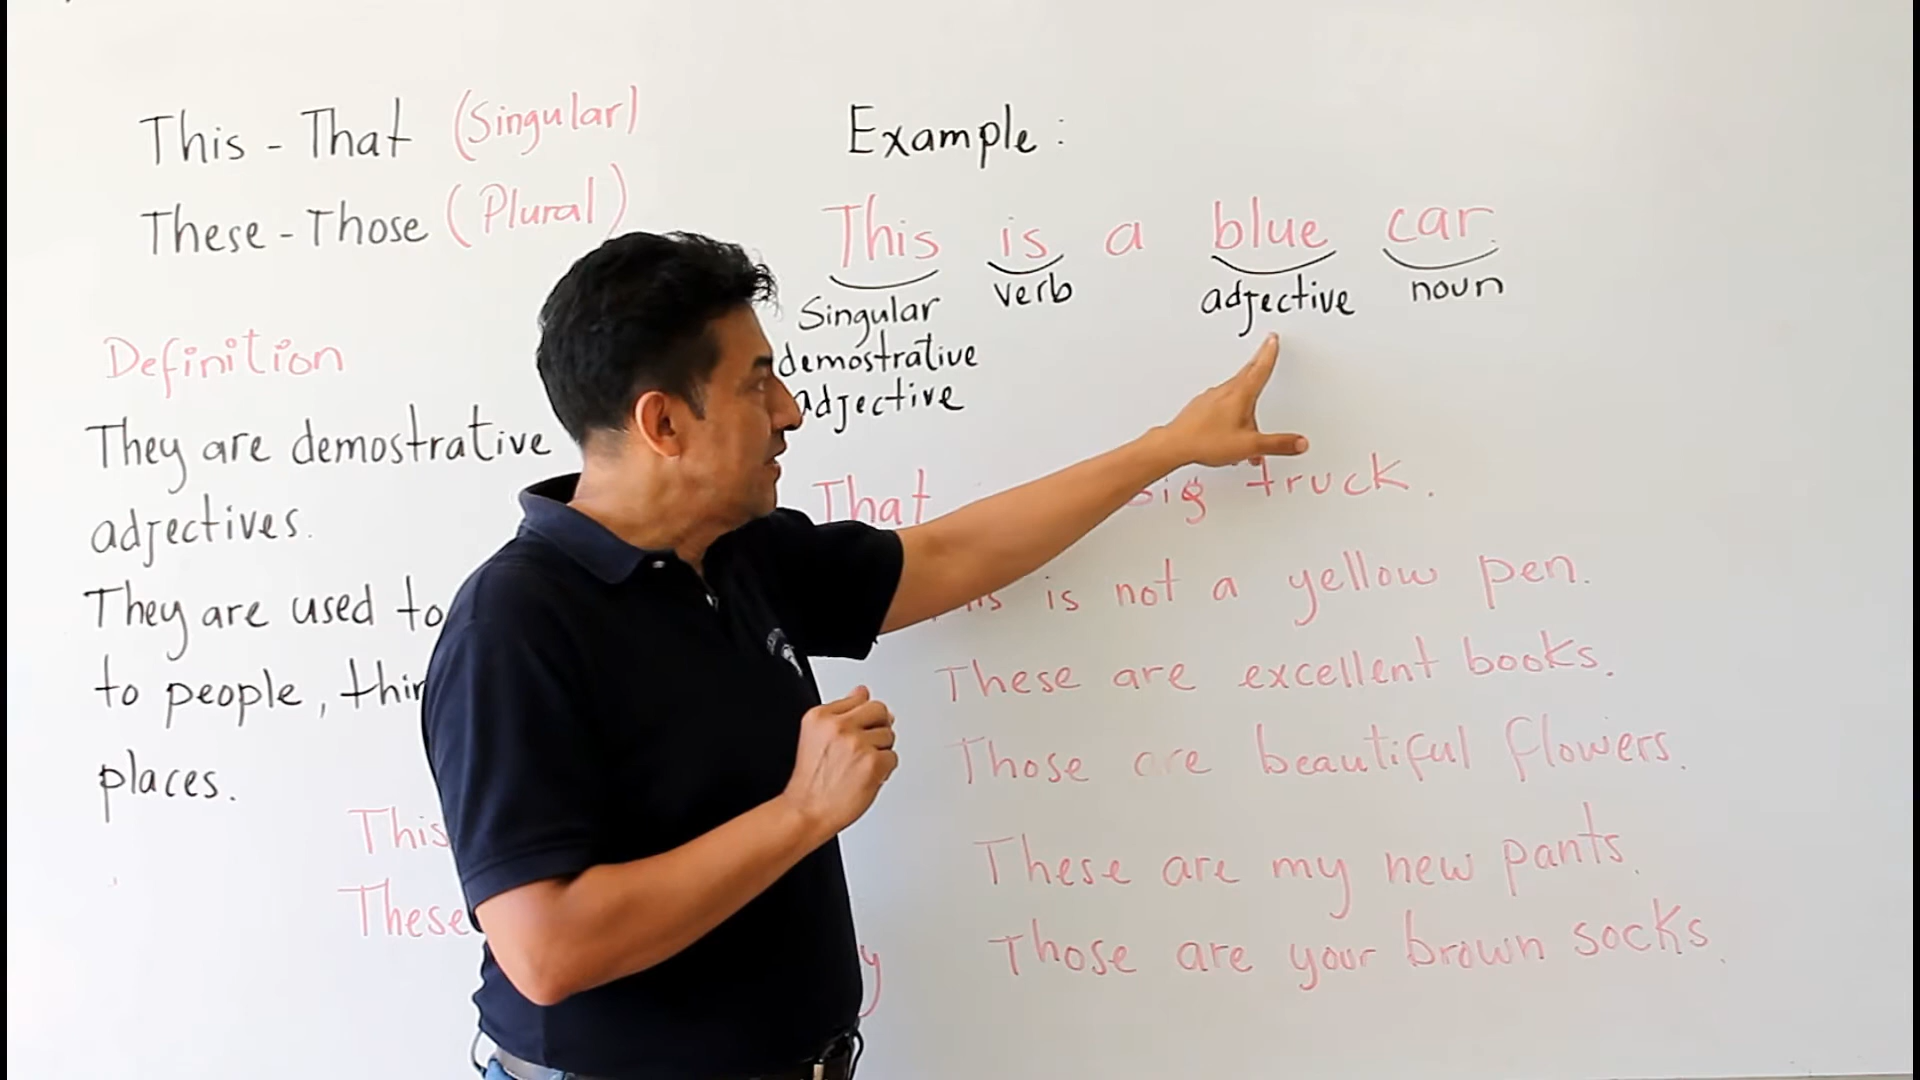 This - That (Singular)
These - Those (Plural)
Definition
They are demostrative
adjectives.
They are used to
to people,
places.
This
These
Example:
This is a blue car.
Singular demostrative adjective
verb
adjective
noun
That big truck.
is not a yellow pen.
These are excellent books.
Those are beautiful flowers.
These are my new pants.
Those are your brown socks.